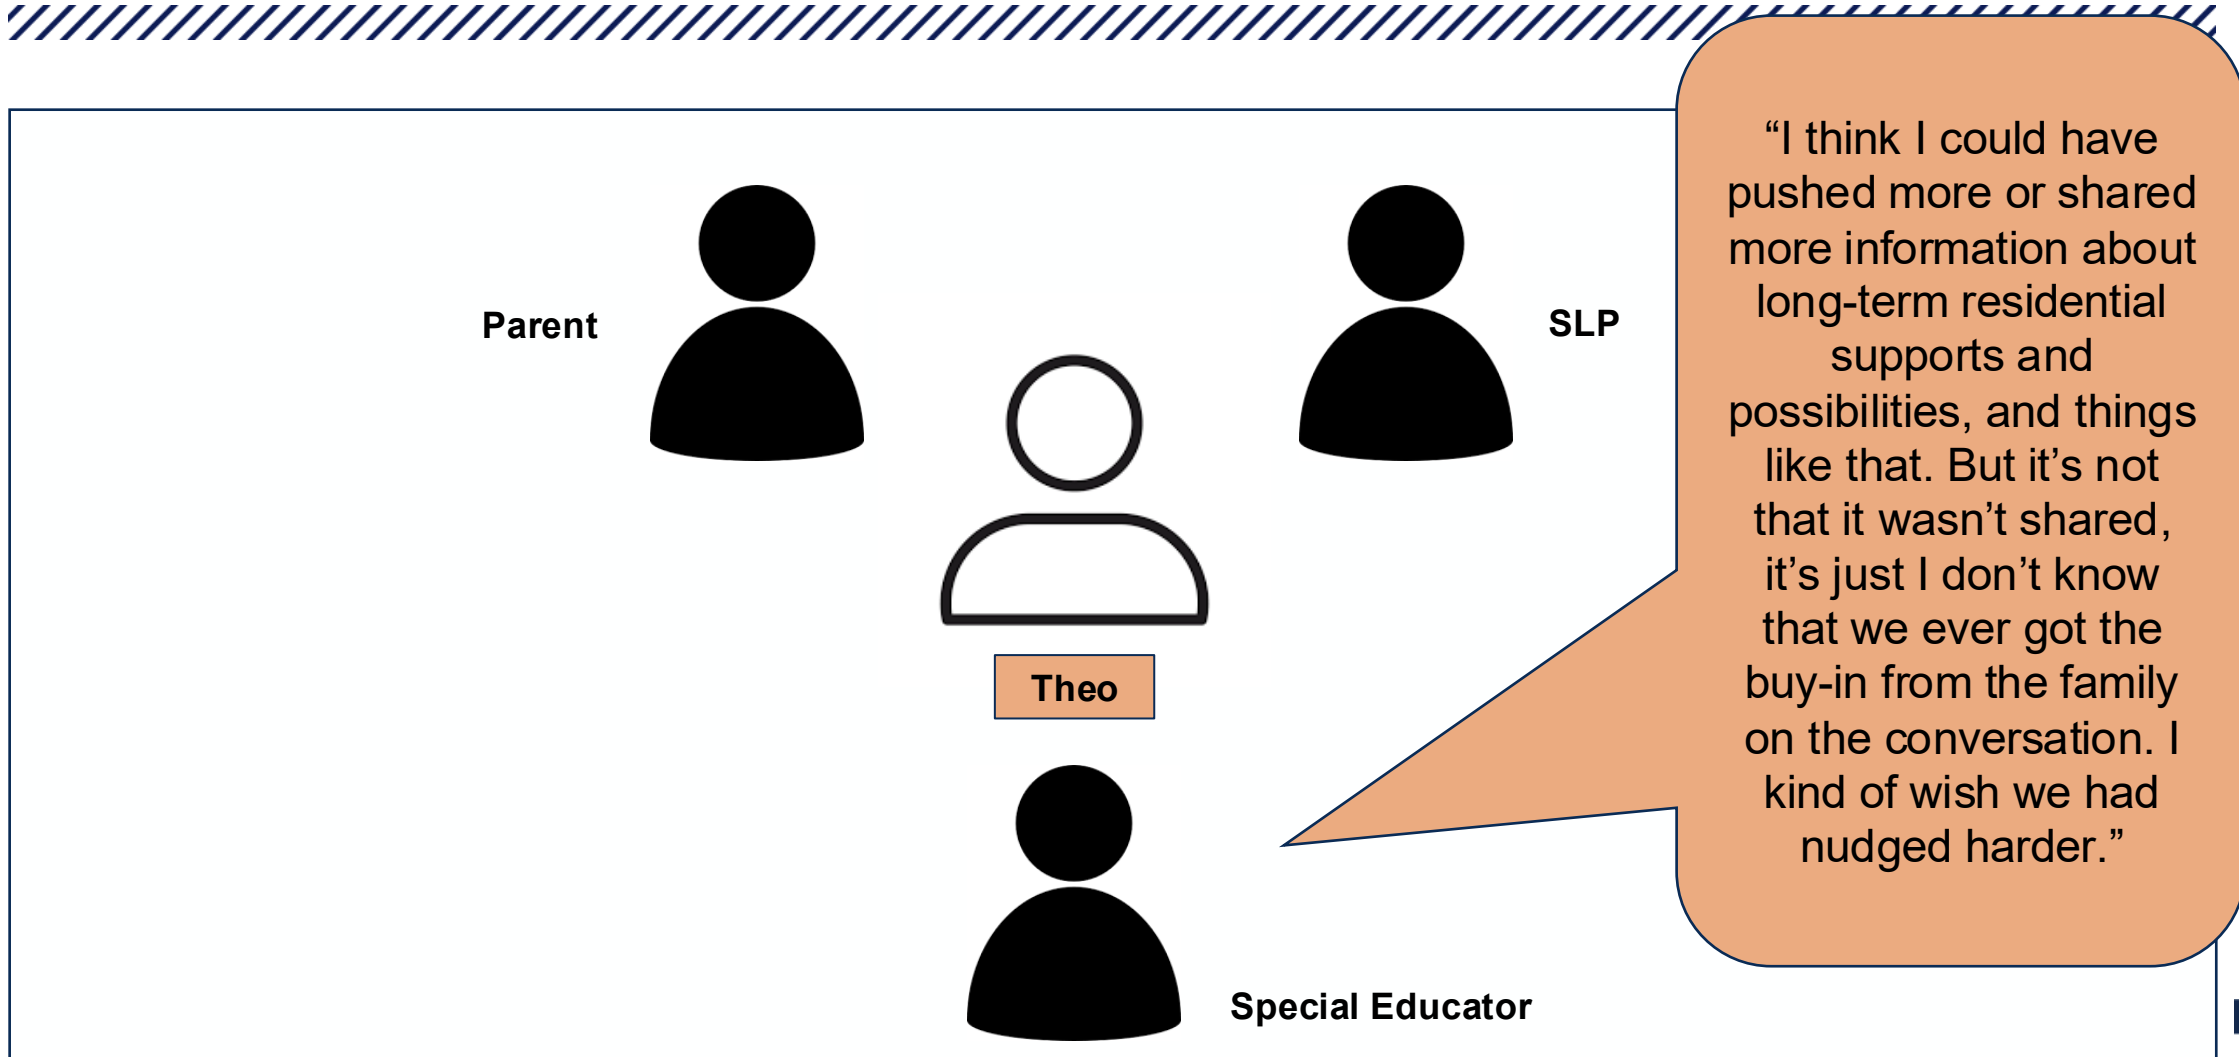 Parent
SLP
Theo
Special Educator
“I think I could have
pushed more or shared
more information about
long-term residential
supports and
possibilities, and things
like that. But it’s not
that it wasn’t shared,
it’s just I don’t know
that we ever got the
buy-in from the family
on the conversation. I
kind of wish we had
nudged harder.”